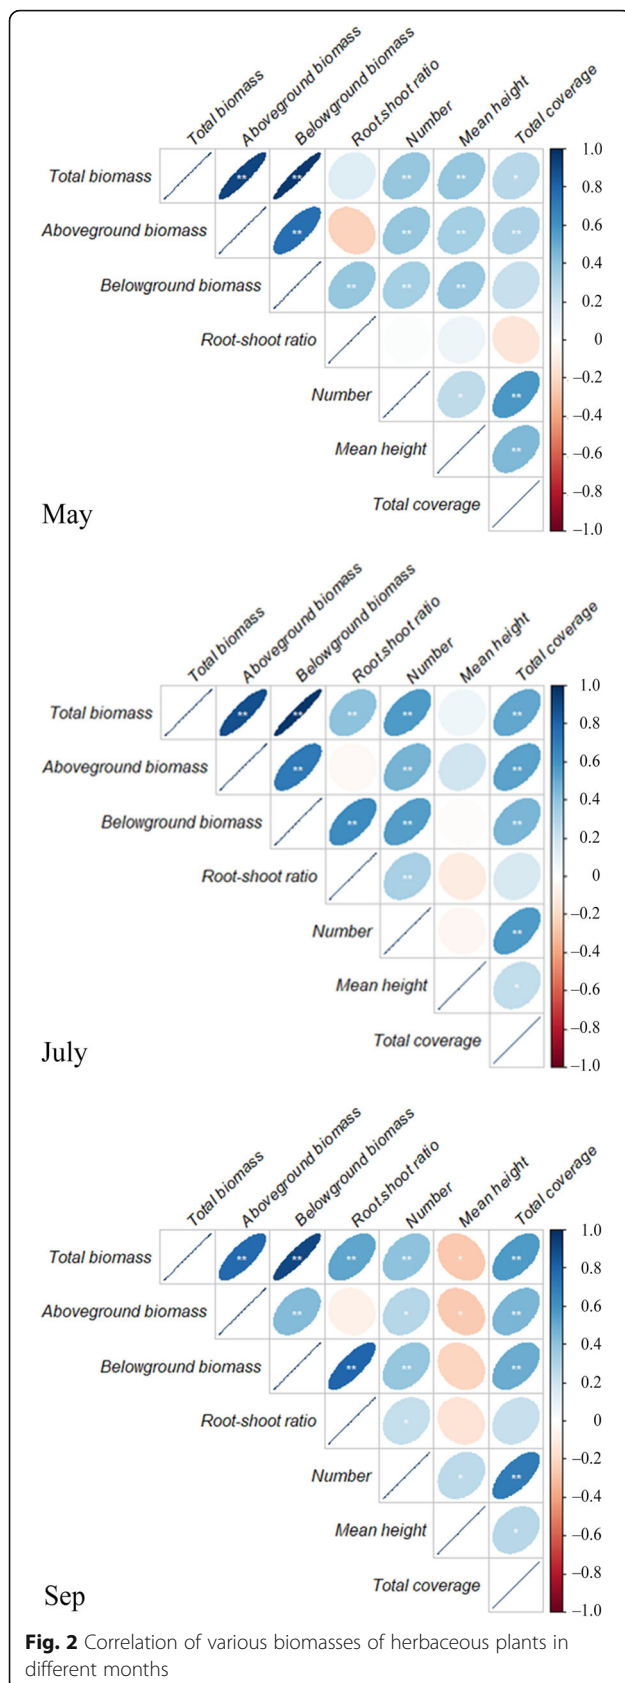 Total biomass
Aboveground biomass
Belowground biomass
Root.shoot ratio
Number
Mean height
Total coverage
Total biomass ** ** ** ** * 1.0
0.8
Aboveground biomass ** ** ** ** 0.6
0.4
Belowground biomass ** ** ** 0.2
Root-shoot ratio 0
-0.2
Number * ** -0.4
Mean height ** -0.6
Total coverage -0.8
-1.0
May
Total biomass
Aboveground biomass
Belowground biomass
Root.shoot ratio
Number
Mean height
Total coverage
Total biomass ** ** ** ** ** 1.0
0.8
Aboveground biomass ** ** ** 0.6
0.4
Belowground biomass ** ** ** 0.2
Root-shoot ratio ** 0
-0.2
Number ** -0.4
Mean height * -0.6
Total coverage -0.8
-1.0
July
Total biomass
Aboveground biomass
Belowground biomass
Root.shoot ratio
Number
Mean height
Total coverage
Total biomass ** ** ** ** * ** 1.0
0.8
Aboveground biomass ** * * ** 0.6
0.4
Belowground biomass ** ** ** 0.2
Root-shoot ratio * 0
-0.2
Number * ** -0.4
Mean height * -0.6
Total coverage -0.8
-1.0
Sep
Fig. 2 Correlation of various biomasses of herbaceous plants in
different months